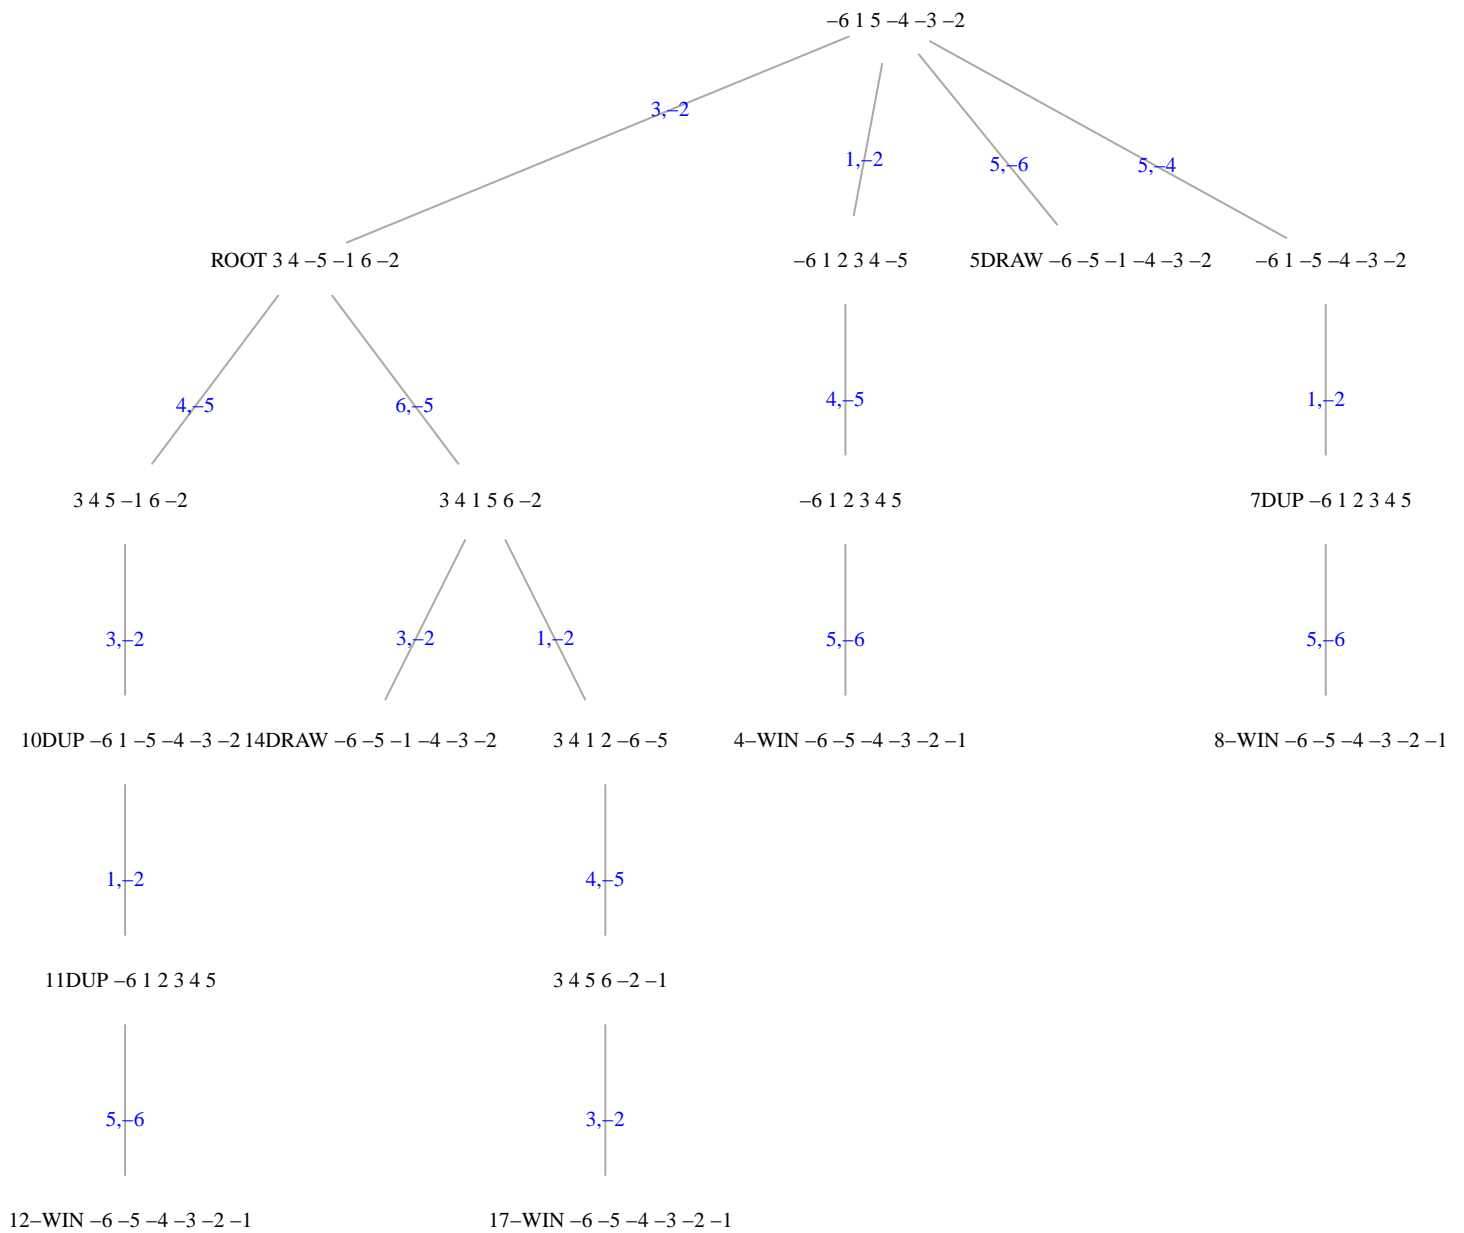 –6 1 5 –4 –3 –2
3,–2
1,–2
5,–6
5,–4
ROOT 3 4 –5 –1 6 –2
–6 1 2 3 4 –5
5DRAW –6 –5 –1 –4 –3 –2
–6 1 –5 –4 –3 –2
4,–5
6,–5
4,–5
1,–2
3 4 5 –1 6 –2
3 4 1 5 6 –2
–6 1 2 3 4 5
7DUP –6 1 2 3 4 5
3,–2
3,–2
1,–2
5,–6
5,–6
10DUP –6 1 –5 –4 –3 –2
14DRAW –6 –5 –1 –4 –3 –2
3 4 1 2 –6 –5
4–WIN –6 –5 –4 –3 –2 –1
8–WIN –6 –5 –4 –3 –2 –1
1,–2
4,–5
11DUP –6 1 2 3 4 5
3 4 5 6 –2 –1
5,–6
3,–2
12–WIN –6 –5 –4 –3 –2 –1
17–WIN –6 –5 –4 –3 –2 –1